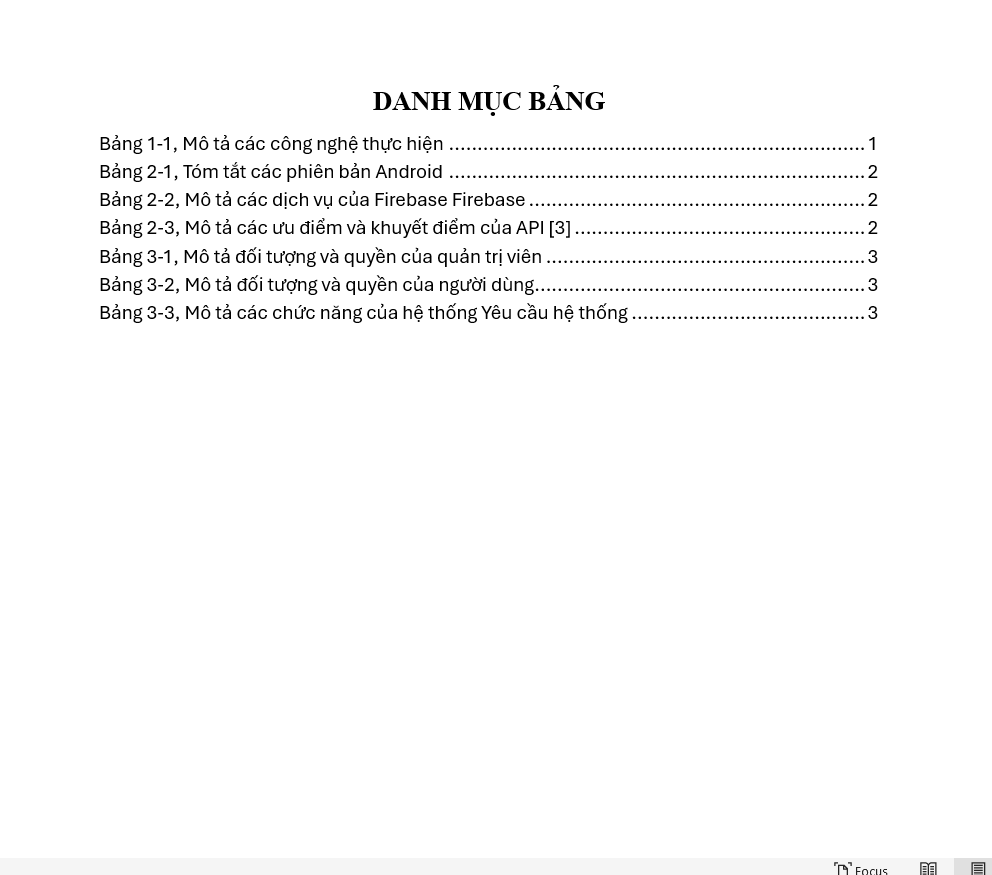 DANH MỤC BẢNG
Bảng 1-1, Mô tả các công nghệ thực hiện ........................................................................ 1
Bảng 2-1, Tóm tắt các phiên bản Android ........................................................................ 2
Bảng 2-2, Mô tả các dịch vụ của Firebase Firebase .......................................................... 2
Bảng 2-3, Mô tả các ưu điểm và khuyết điểm của API [3] .................................................. 2
Bảng 3-1, Mô tả đối tượng và quyền của quản trị viên ....................................................... 3
Bảng 3-2, Mô tả đối tượng và quyền của người dùng......................................................... 3
Bảng 3-3, Mô tả các chức năng của hệ thống Yêu cầu hệ thống ........................................ 3
Focus